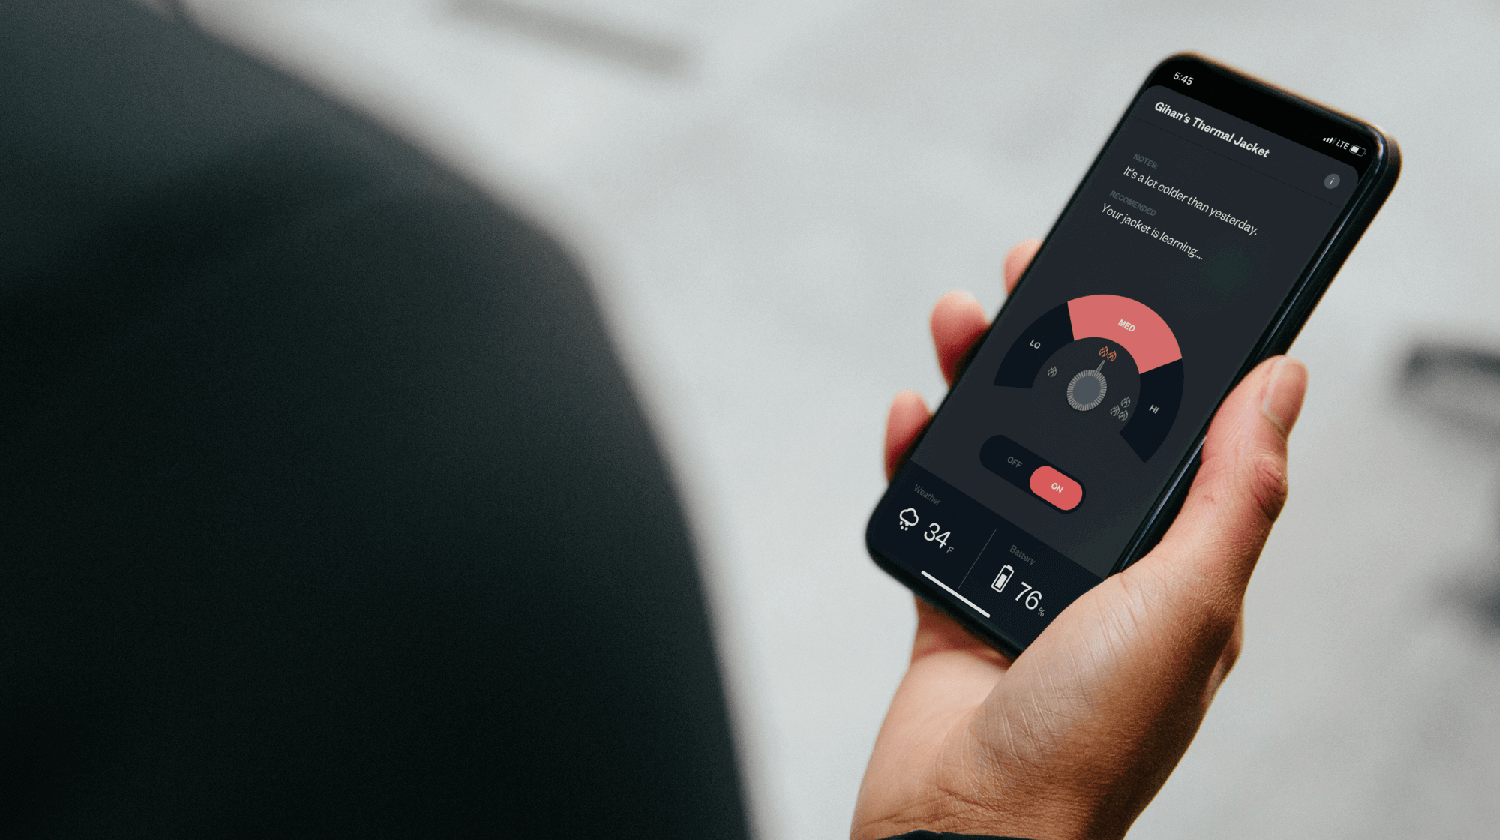 5:45
LTE
Gihan's Thermal Jacket
i
NOTES
It's a lot colder than yesterday.
RECOMENDED
Your jacket is learning...
LO
MED
HI
OFF
ON
Weather
34 F
Battery
76 %